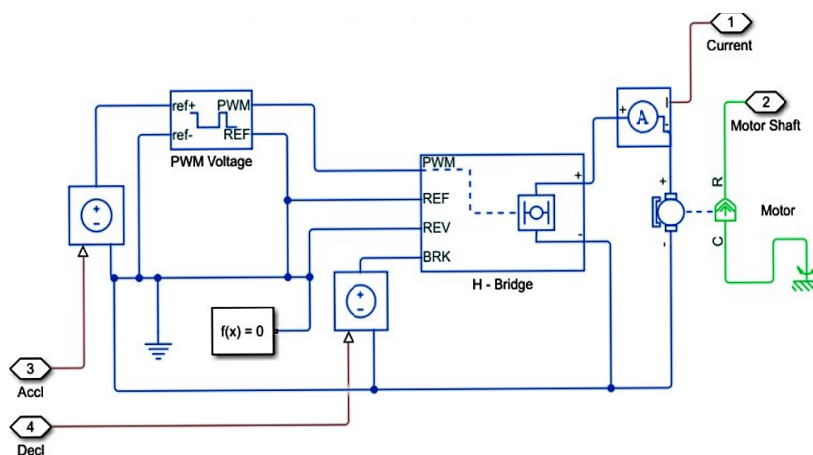 1
Current
ref+ PWM
ref- REF
PWM Voltage
+ A I
-
2
Motor Shaft
PWM
+
REF
REV
BRK
-
H - Bridge
+
-
R
C
Motor
+
-
+
-
f(x) = 0
3
Accl
4
Decl